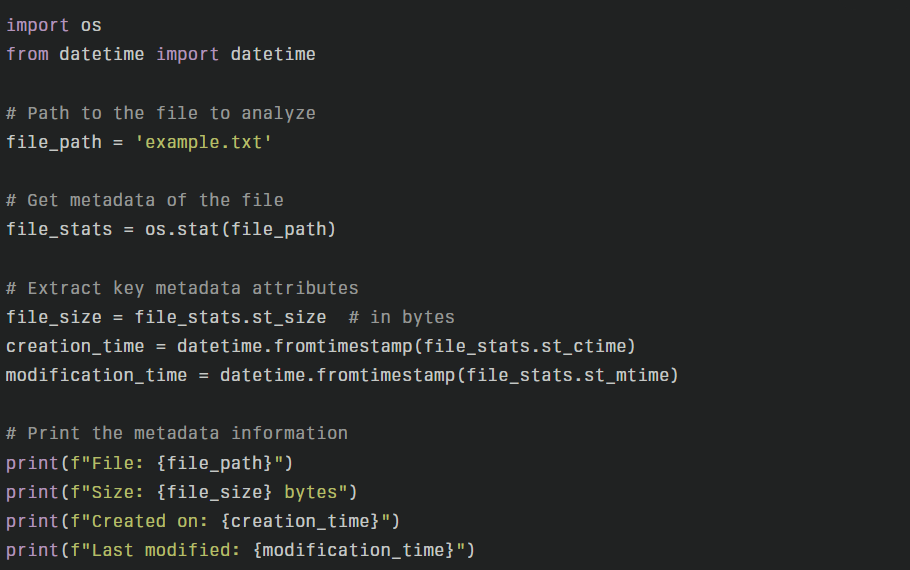 import os
from datetime import datetime

# Path to the file to analyze
file_path = 'example.txt'

# Get metadata of the file
file_stats = os.stat(file_path)

# Extract key metadata attributes
file_size = file_stats.st_size  # in bytes
creation_time = datetime.fromtimestamp(file_stats.st_ctime)
modification_time = datetime.fromtimestamp(file_stats.st_mtime)

# Print the metadata information
print(f"File: {file_path}")
print(f"Size: {file_size} bytes")
print(f"Created on: {creation_time}")
print(f"Last modified: {modification_time}")